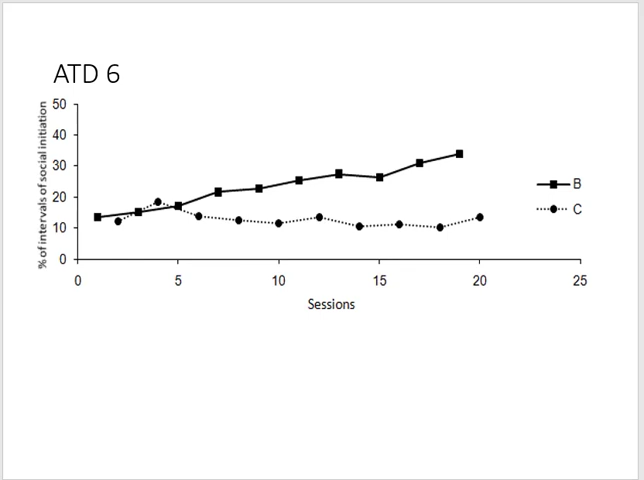 ATD 6
% of intervals of social initiation
50
40
30
20
10
0
0 5 10 15 20 25
Sessions
B
C